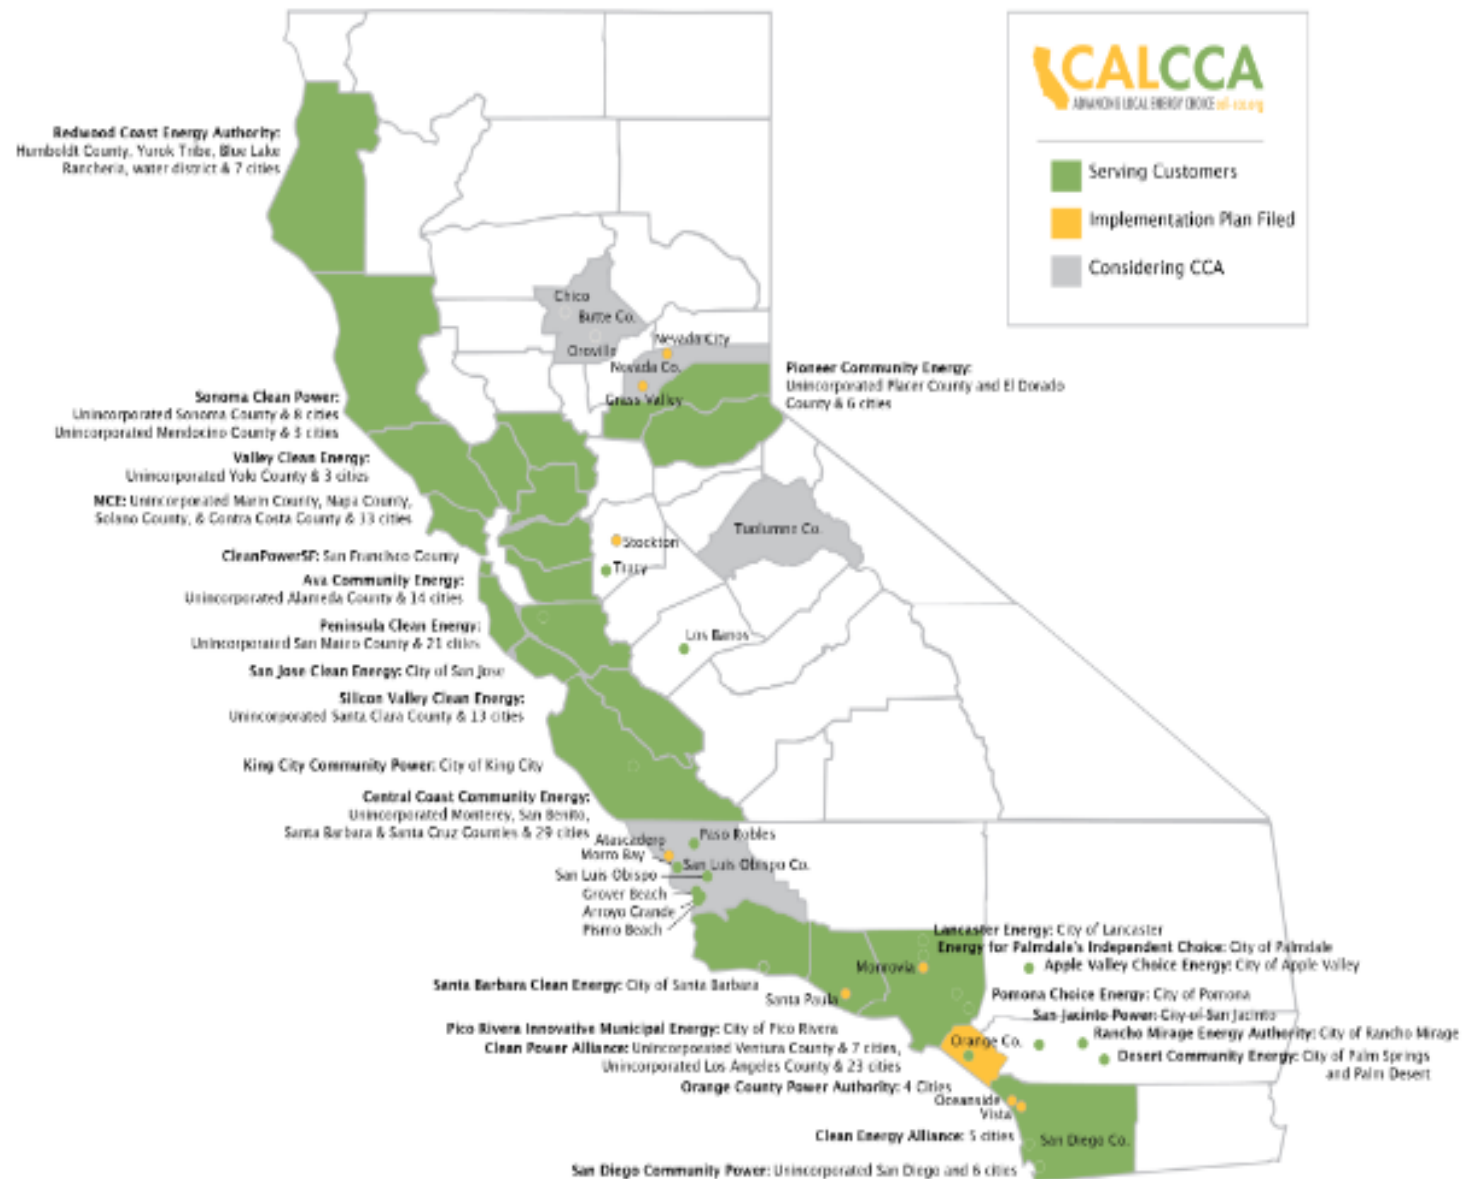 CALCCA
ADVANCING LOCAL ENERGY CHOICE cal-cca.org
Serving Customers
Implementation Plan Filed
Considering CCA
Redwood Coast Energy Authority:
Humboldt County, Yurok Tribe, Blue Lake
Rancheria, water district & 7 cities
Chico
Butte Co.
Oroville
Nevada City
Nevada Co.
Grass Valley
Pioneer Community Energy:
Unincorporated Placer County and El Dorado
County & 6 cities
Sonoma Clean Power:
Unincorporated Sonoma County & 8 cities
Unincorporated Mendocino County & 3 cities
Valley Clean Energy:
Unincorporated Yolo County & 3 cities
MCE: Unincorporated Marin County, Napa County,
Solano County, & Contra Costa County & 33 cities
Tuolumne Co.
Stockton
Tracy
CleanPowerSF: San Francisco County
Ava Community Energy:
Unincorporated Alameda County & 14 cities
Peninsula Clean Energy:
Unincorporated San Mateo County & 21 cities
Los Banos
San Jose Clean Energy: City of San Jose
Silicon Valley Clean Energy:
Unincorporated Santa Clara County & 13 cities
King City Community Power: City of King City
Central Coast Community Energy:
Unincorporated Monterey, San Benito,
Santa Barbara & Santa Cruz Counties & 29 cities
Atascadero
Paso Robles
Morro Bay
San Luis Obispo Co.
San Luis Obispo
Grover Beach
Arroyo Grande
Pismo Beach
Lancaster Energy: City of Lancaster
Energy for Palmdale's Independent Choice: City of Palmdale
Monrovia
Apple Valley Choice Energy: City of Apple Valley
Santa Barbara Clean Energy: City of Santa Barbara
Santa Paula
Pomona Choice Energy: City of Pomona
San Jacinto Power: City of San Jacinto
Pico Rivera Innovative Municipal Energy: City of Pico Rivera
Rancho Mirage Energy Authority: City of Rancho Mirage
Orange Co.
Clean Power Alliance: Unincorporated Ventura County & 7 cities,
Unincorporated Los Angeles County & 23 cities
Desert Community Energy: City of Palm Springs
and Palm Desert
Orange County Power Authority: 4 Cities
Oceanside
Vista
Clean Energy Alliance: 5 cities
San Diego Co.
San Diego Community Power: Unincorporated San Diego and 6 cities